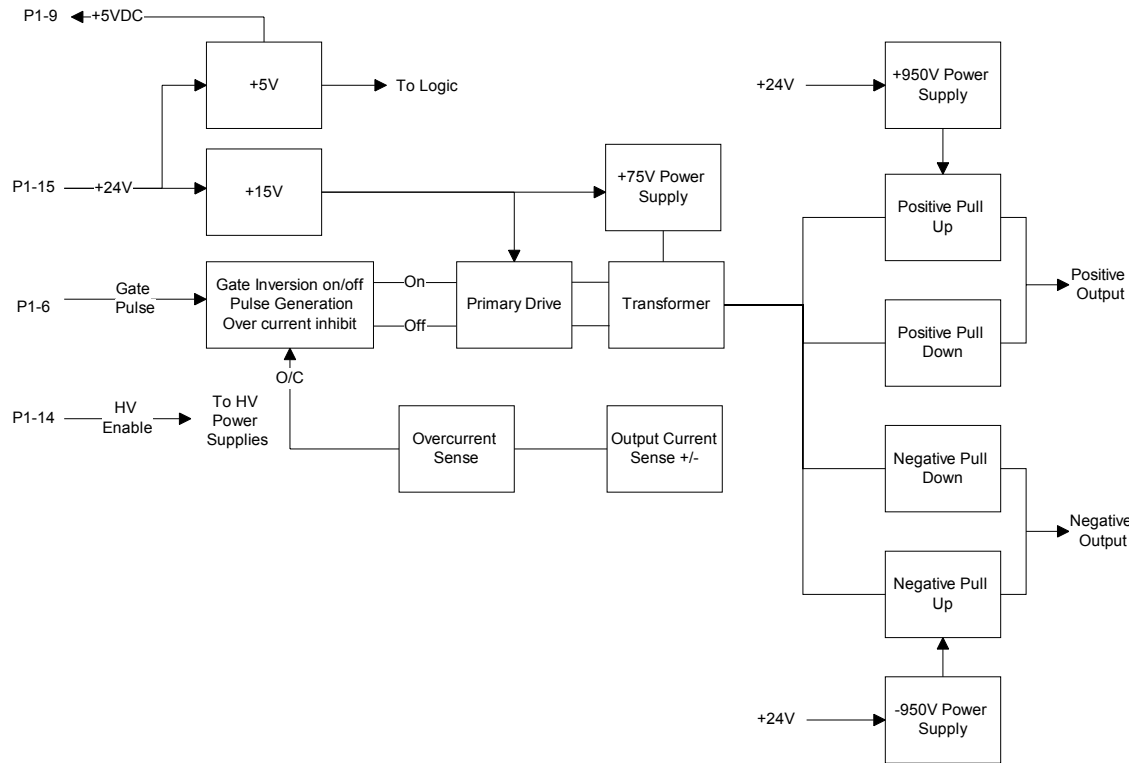 P1-9
+5VDC
+5V
To Logic
+24V
+950V Power
Supply
P1-15
+24V
+15V
+75V Power
Supply
Positive Pull
Up
Positive
Output
P1-6
Gate
Pulse
Gate Inversion on/off
Pulse Generation
Over current inhibit
On
Off
Primary Drive
Transformer
Positive Pull
Down
O/C
P1-14
HV
Enable
To HV
Power
Supplies
Overcurrent
Sense
Output Current
Sense +/-
Negative Pull
Down
Negative
Output
Negative Pull
Up
+24V
-950V Power
Supply